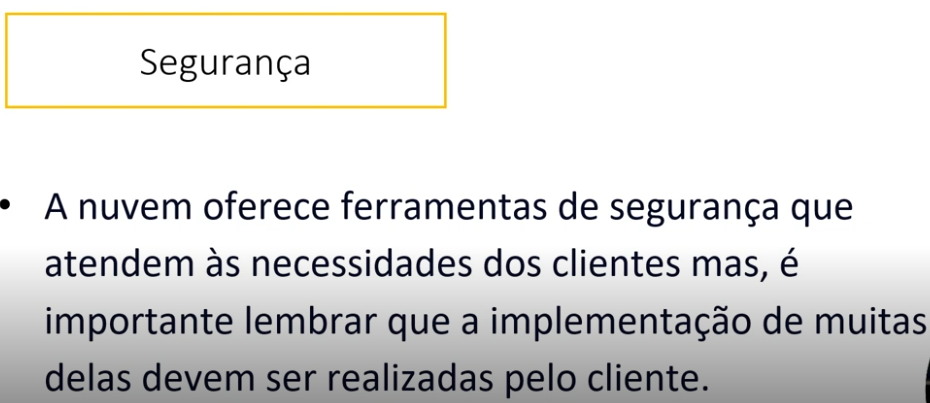 Segurança
• A nuvem oferece ferramentas de segurança que
atendem às necessidades dos clientes mas, é
importante lembrar que a implementação de muitas
delas devem ser realizadas pelo cliente.